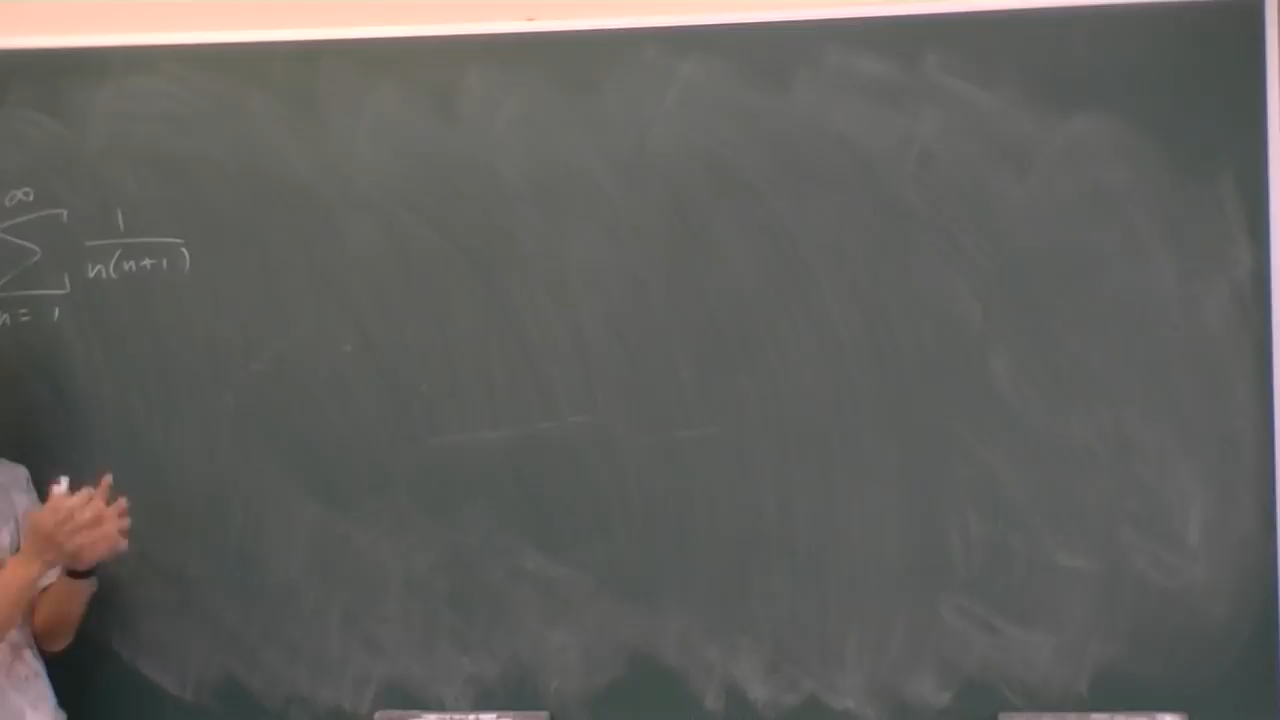 ∞
∑ 1/n(n+1)
n = 1